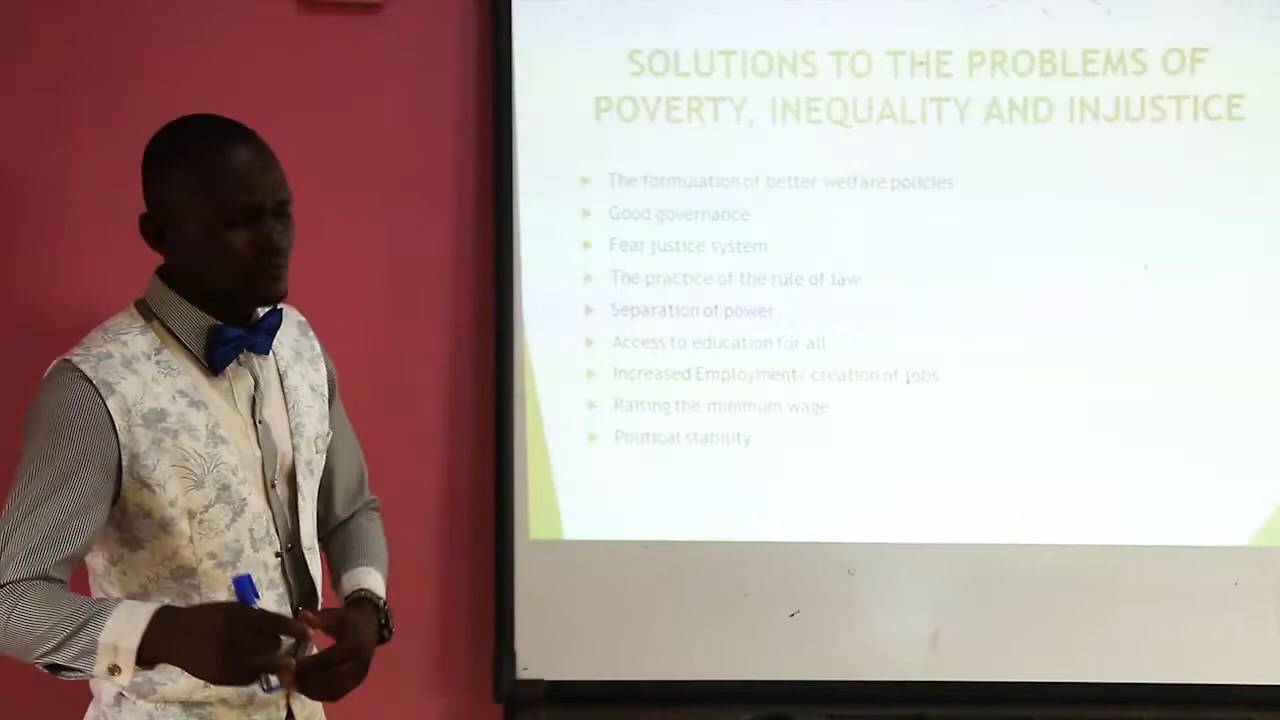 SOLUTIONS TO THE PROBLEMS OF
POVERTY, INEQUALITY AND INJUSTICE
The formulation of better welfare policies
Good governance
Fear justice system
The practice of the rule of law
Separation of power
Access to education for all
Increased Employment/ creation of jobs
Raising the minimum wage
Political stability